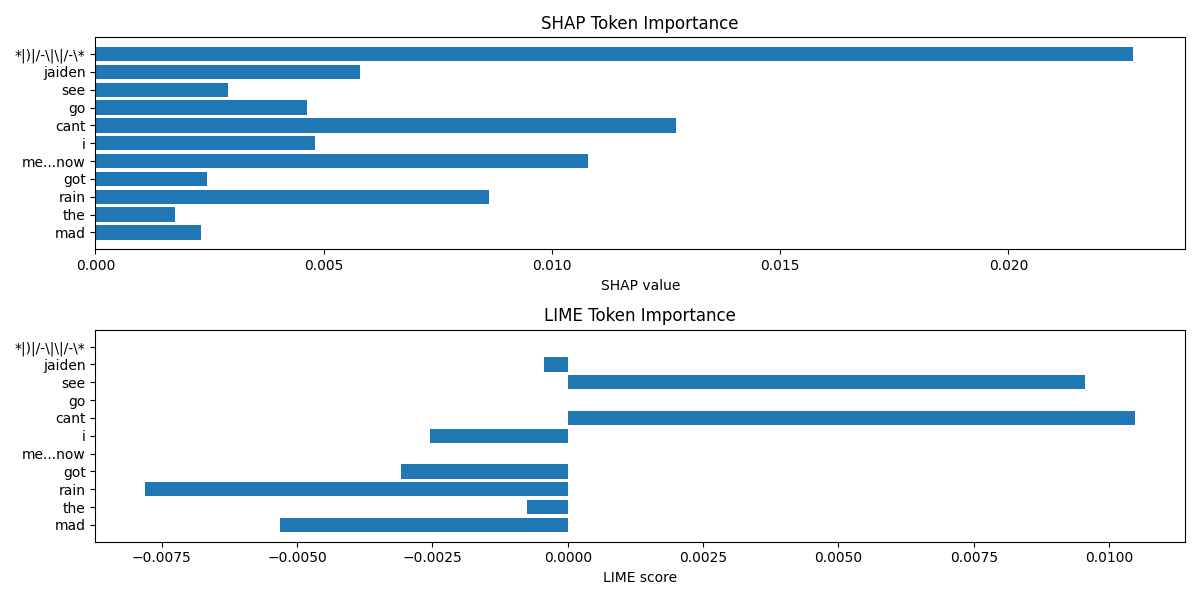 SHAP Token Importance
*|)|/-\|\|/-\*
jaiden
see
go
cant
i
me...now
got
rain
the
mad
0.000 0.005 0.010 0.015 0.020
SHAP value
LIME Token Importance
*|)|/-\|\|/-\*
jaiden
see
go
cant
i
me...now
got
rain
the
mad
−0.0075 −0.0050 −0.0025 0.0000 0.0025 0.0050 0.0075 0.0100
LIME score